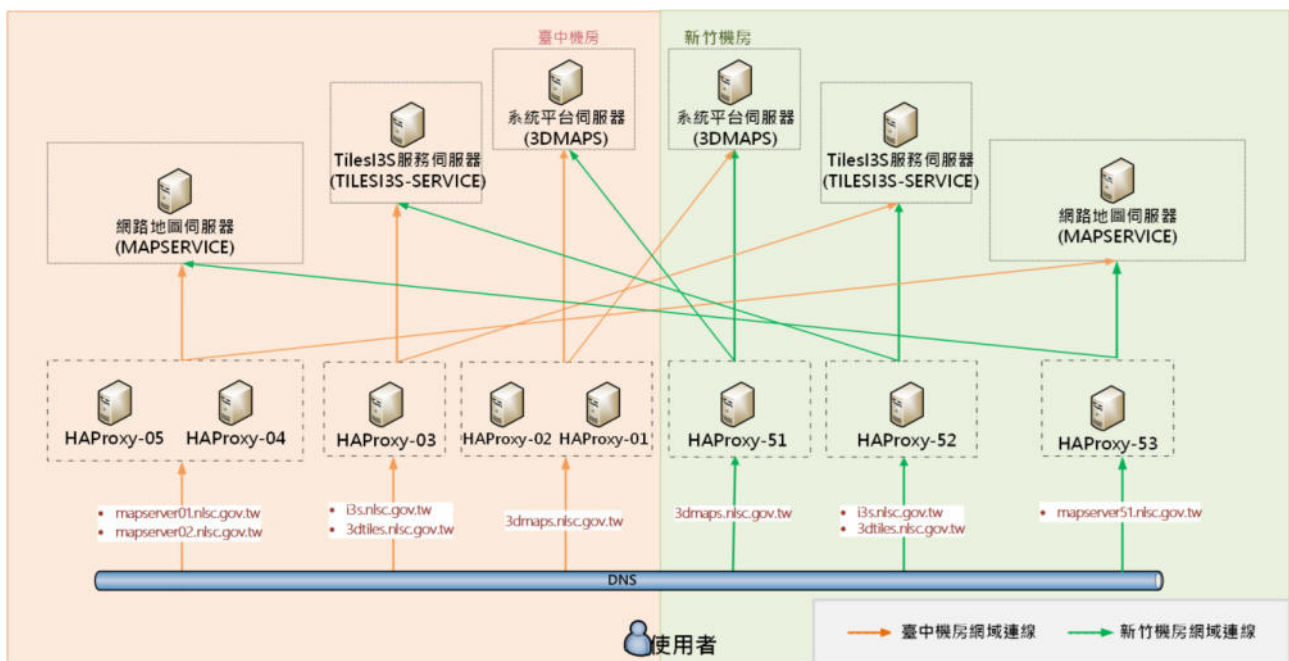 臺中機房
新竹機房
系統平台伺服器
(3DMAPS)
系統平台伺服器
(3DMAPS)
TilesI3S服務伺服器
(TILESI3S-SERVICE)
TilesI3S服務伺服器
(TILESI3S-SERVICE)
網路地圖伺服器
(MAPSERVICE)
網路地圖伺服器
(MAPSERVICE)
HAProxy-05
HAProxy-04
HAProxy-03
HAProxy-02
HAProxy-01
HAProxy-51
HAProxy-52
HAProxy-53
• mapserver01.nlsc.gov.tw
• mapserver02.nlsc.gov.tw
• i3s.nlsc.gov.tw
• 3dtiles.nlsc.gov.tw
3dmaps.nlsc.gov.tw
3dmaps.nlsc.gov.tw
• i3s.nlsc.gov.tw
• 3dtiles.nlsc.gov.tw
• mapserver51.nlsc.gov.tw
DNS
使用者
臺中機房網域連線
新竹機房網域連線